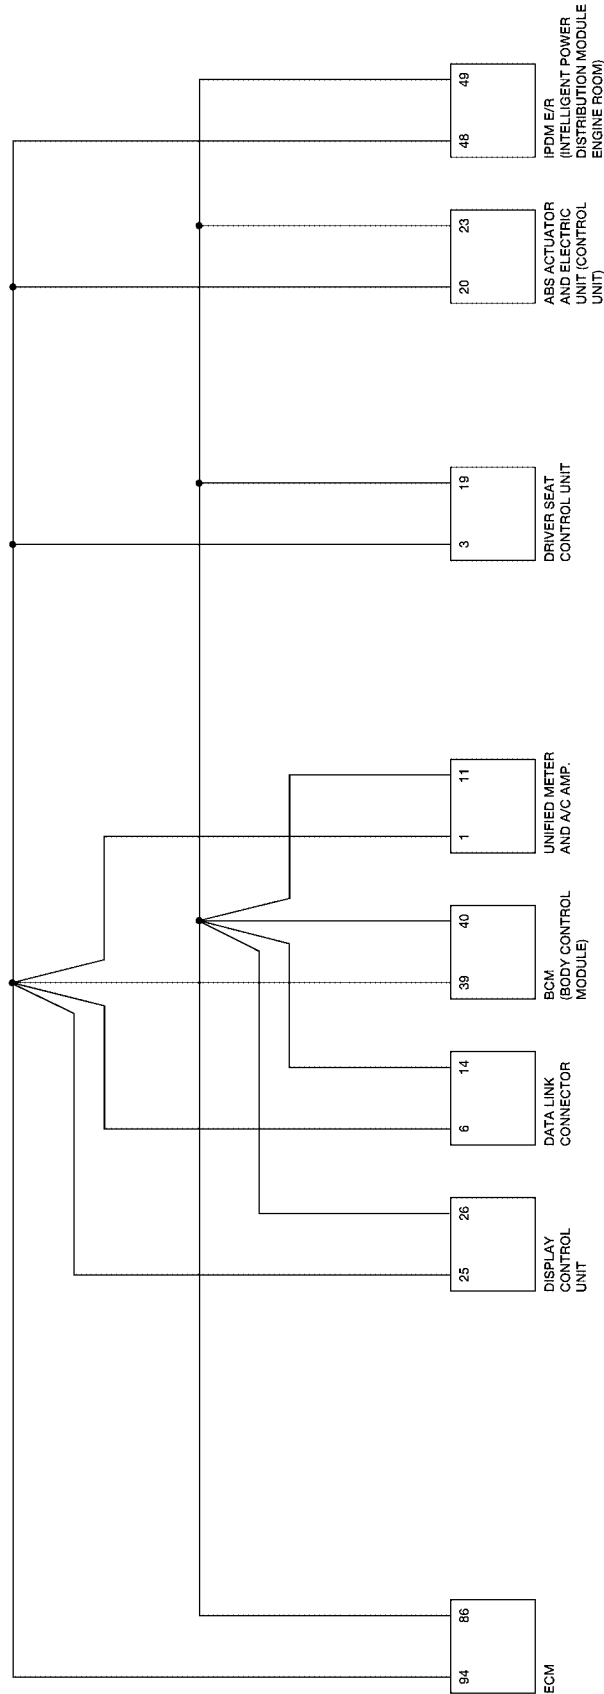 94
86
ECM
25
26
DISPLAY
CONTROL
UNIT
6
14
DATA LINK
CONNECTOR
39
40
BCM
(BODY CONTROL
MODULE)
1
11
UNIFIED METER
AND A/C AMP.
3
19
DRIVER SEAT
CONTROL UNIT
20
23
ABS ACTUATOR
AND ELECTRIC
UNIT (CONTROL
UNIT)
48
49
IPDM E/R
(INTELLIGENT POWER
DISTRIBUTION MODULE
ENGINE ROOM)